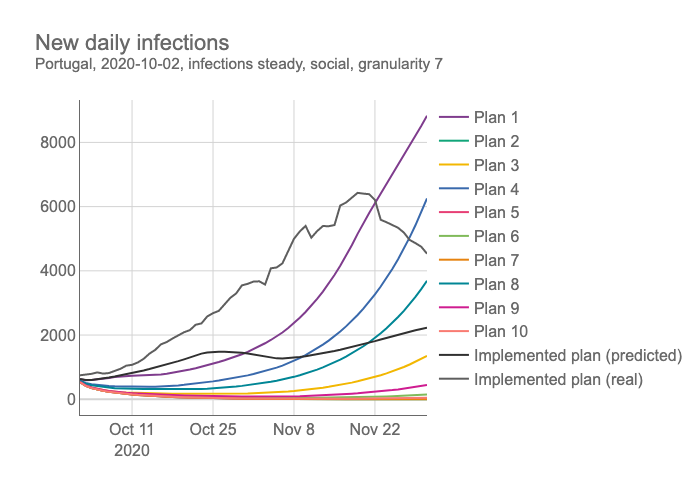 New daily infections
Portugal, 2020-10-02, infections steady, social, granularity 7
8000
6000
4000
2000
0
Oct 11
2020
Oct 25
Nov 8
Nov 22
Plan 1
Plan 2
Plan 3
Plan 4
Plan 5
Plan 6
Plan 7
Plan 8
Plan 9
Plan 10
Implemented plan (predicted)
Implemented plan (real)